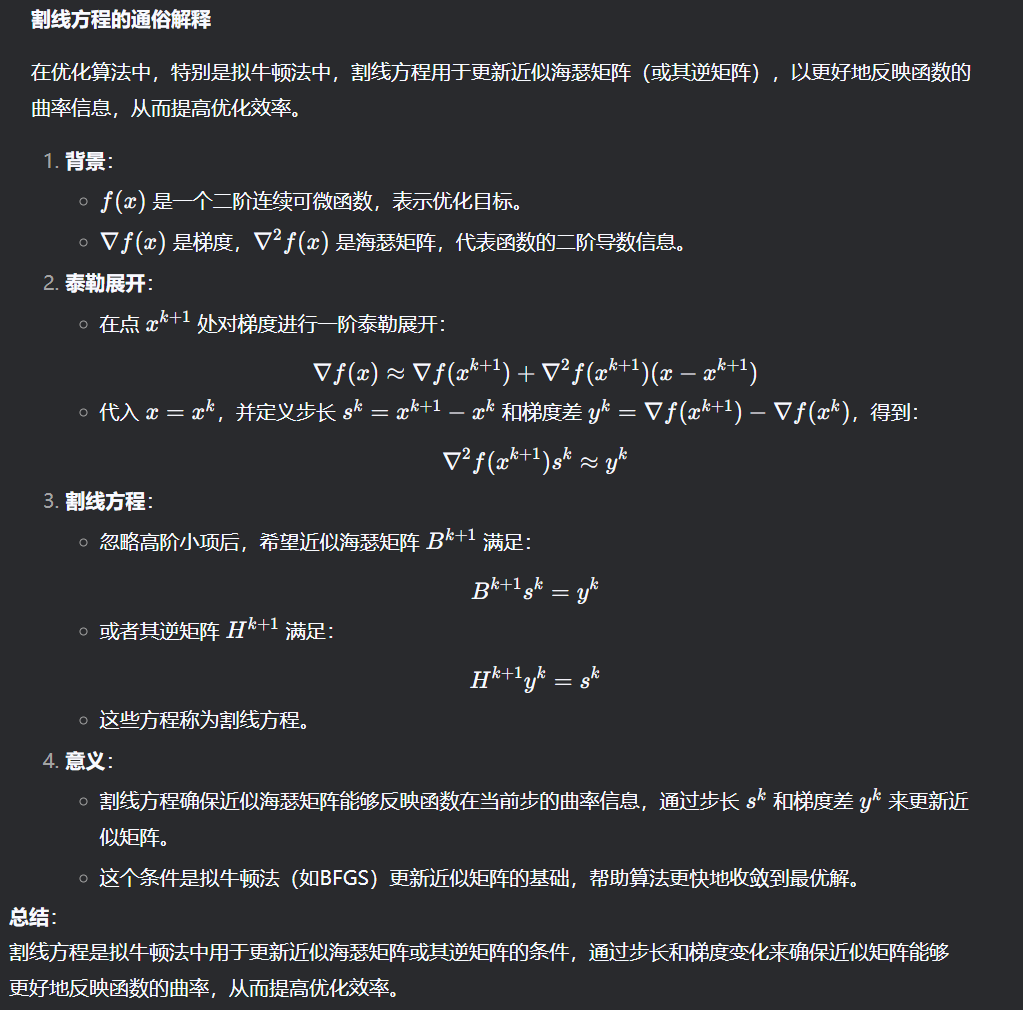 割线方程的通俗解释
在优化算法中，特别是拟牛顿法中，割线方程用于更新近似海瑟矩阵（或其逆矩阵），以更好地反映函数的
曲率信息，从而提高优化效率。
1. 背景：
○ f(x) 是一个二阶连续可微函数，表示优化目标。
○ ∇f(x) 是梯度，∇²f(x) 是海瑟矩阵，代表函数的二阶导数信息。
2. 泰勒展开：
○ 在点 x^{k+1} 处对梯度进行一阶泰勒展开：
∇f(x) ≈ ∇f(x^{k+1}) + ∇²f(x^{k+1})(x − x^{k+1})
○ 代入 x = x^k，并定义步长 s^k = x^{k+1} − x^k 和梯度差 y^k = ∇f(x^{k+1}) − ∇f(x^k)，得到：
∇²f(x^{k+1})s^k ≈ y^k
3. 割线方程：
○ 忽略高阶小项后，希望近似海瑟矩阵 B^{k+1} 满足：
B^{k+1}s^k = y^k
○ 或者其逆矩阵 H^{k+1} 满足：
H^{k+1}y^k = s^k
○ 这些方程称为割线方程。
4. 意义：
○ 割线方程确保近似海瑟矩阵能够反映函数在当前步的曲率信息，通过步长 s^k 和梯度差 y^k 来更新近
似矩阵。
○ 这个条件是拟牛顿法（如BFGS）更新近似矩阵的基础，帮助算法更快地收敛到最优解。
总结：
割线方程是拟牛顿法中用于更新近似海瑟矩阵或其逆矩阵的条件，通过步长和梯度变化来确保近似矩阵能够
更好地反映函数的曲率，从而提高优化效率。